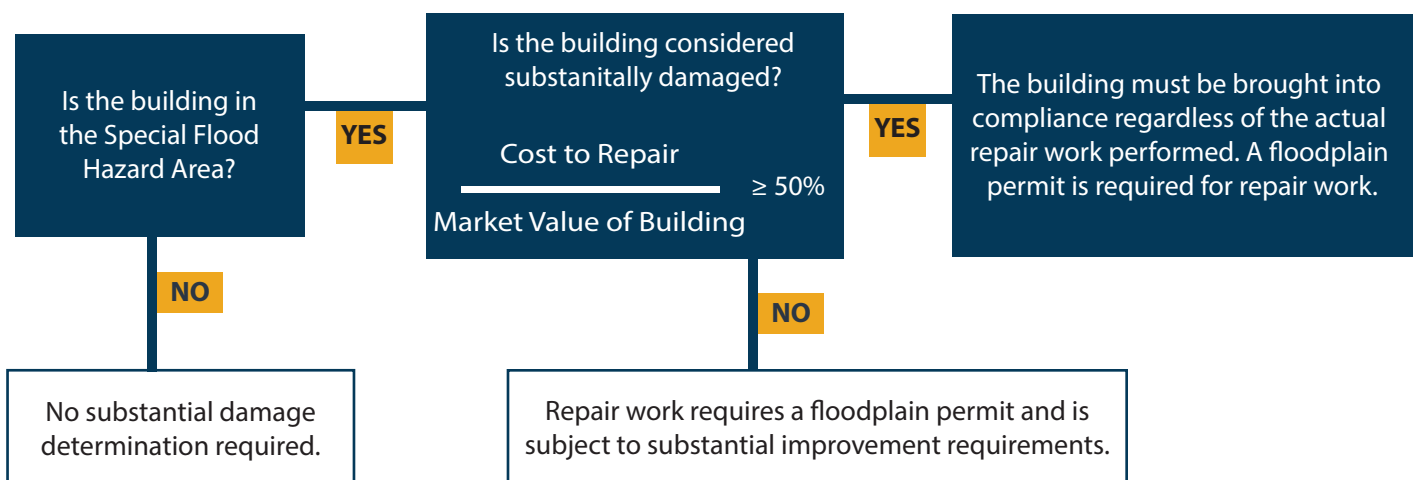 Is the building in
the Special Flood
Hazard Area?
YES
NO
No substantial damage
determination required.
Is the building considered
substanitally damaged?
Cost to Repair
≥ 50%
Market Value of Building
YES
NO
Repair work requires a floodplain permit and is
subject to substantial improvement requirements.
The building must be brought into
compliance regardless of the actual
repair work performed. A floodplain
permit is required for repair work.